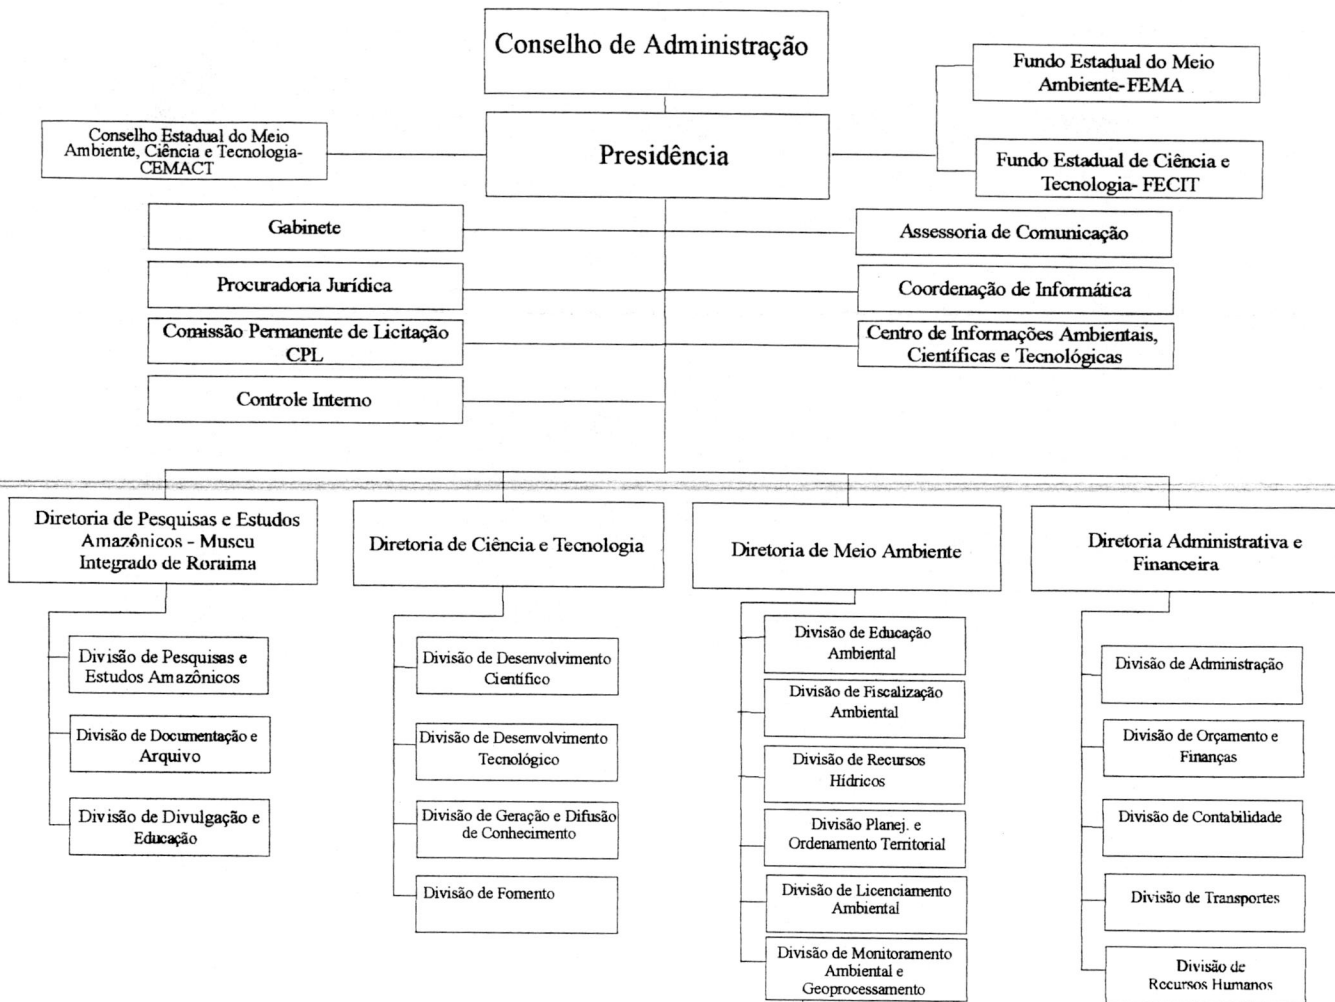 Conselho de Administração
Fundo Estadual do Meio
Ambiente-FEMA
Conselho Estadual do Meio
Ambiente, Ciência e Tecnologia-
CEMACT
Presidência
Fundo Estadual de Ciência e
Tecnologia- FECIT
Gabinete
Assessoria de Comunicação
Procuradoria Jurídica
Coordenação de Informática
Comissão Permanente de Licitação
CPL
Centro de Informações Ambientais,
Científicas e Tecnológicas
Controle Interno
Diretoria de Pesquisas e Estudos
Amazônicos - Museu
Integrado de Roraima
Diretoria de Ciência e Tecnologia
Diretoria de Meio Ambiente
Diretoria Administrativa e
Financeira
Divisão de Pesquisas e
Estudos Amazônicos
Divisão de Documentação e
Arquivo
Divisão de Divulgação e
Educação
Divisão de Desenvolvimento
Científico
Divisão de Desenvolvimento
Tecnológico
Divisão de Geração e Difusão
de Conhecimento
Divisão de Fomento
Divisão de Educação
Ambiental
Divisão de Fiscalização
Ambiental
Divisão de Recursos
Hídricos
Divisão Planej. e
Ordenamento Territorial
Divisão de Licenciamento
Ambiental
Divisão de Monitoramento
Ambiental e
Geoprocessamento
Divisão de Administração
Divisão de Orçamento e
Finanças
Divisão de Contabilidade
Divisão de Transportes
Divisão de
Recursos Humanos